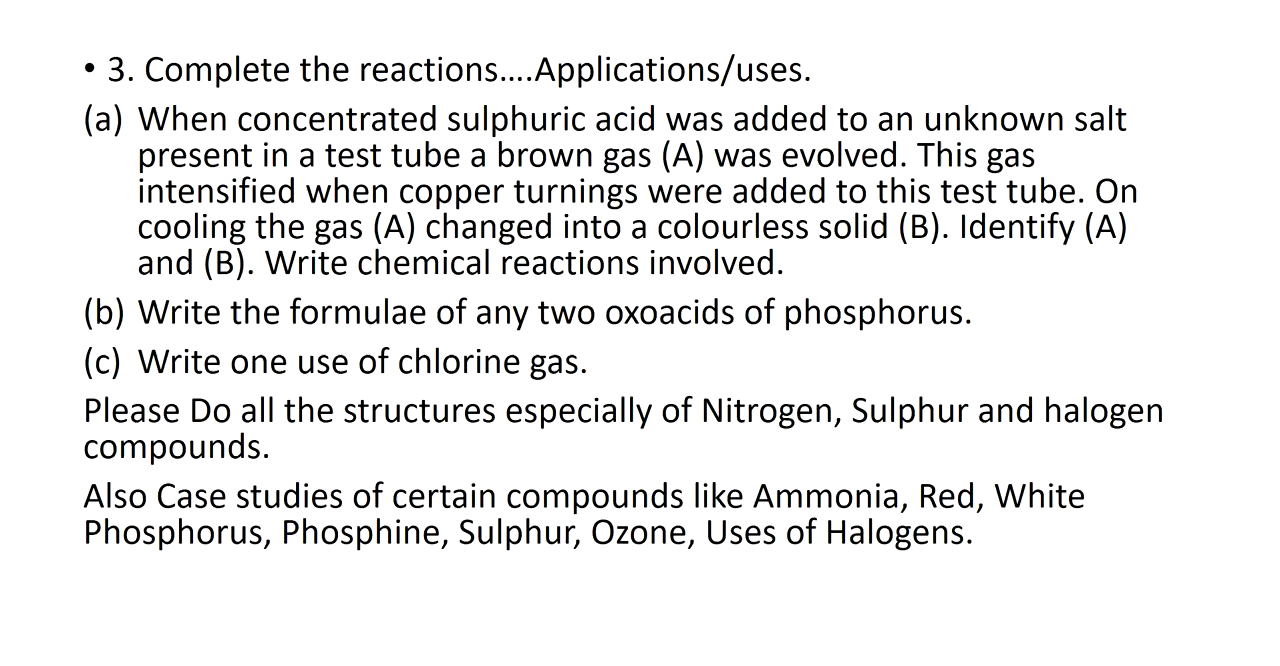 • 3. Complete the reactions....Applications/uses.
(a) When concentrated sulphuric acid was added to an unknown salt
present in a test tube a brown gas (A) was evolved. This gas
intensified when copper turnings were added to this test tube. On
cooling the gas (A) changed into a colourless solid (B). Identify (A)
and (B). Write chemical reactions involved.
(b) Write the formulae of any two oxoacids of phosphorus.
(c) Write one use of chlorine gas.
Please Do all the structures especially of Nitrogen, Sulphur and halogen
compounds.
Also Case studies of certain compounds like Ammonia, Red, White
Phosphorus, Phosphine, Sulphur, Ozone, Uses of Halogens.